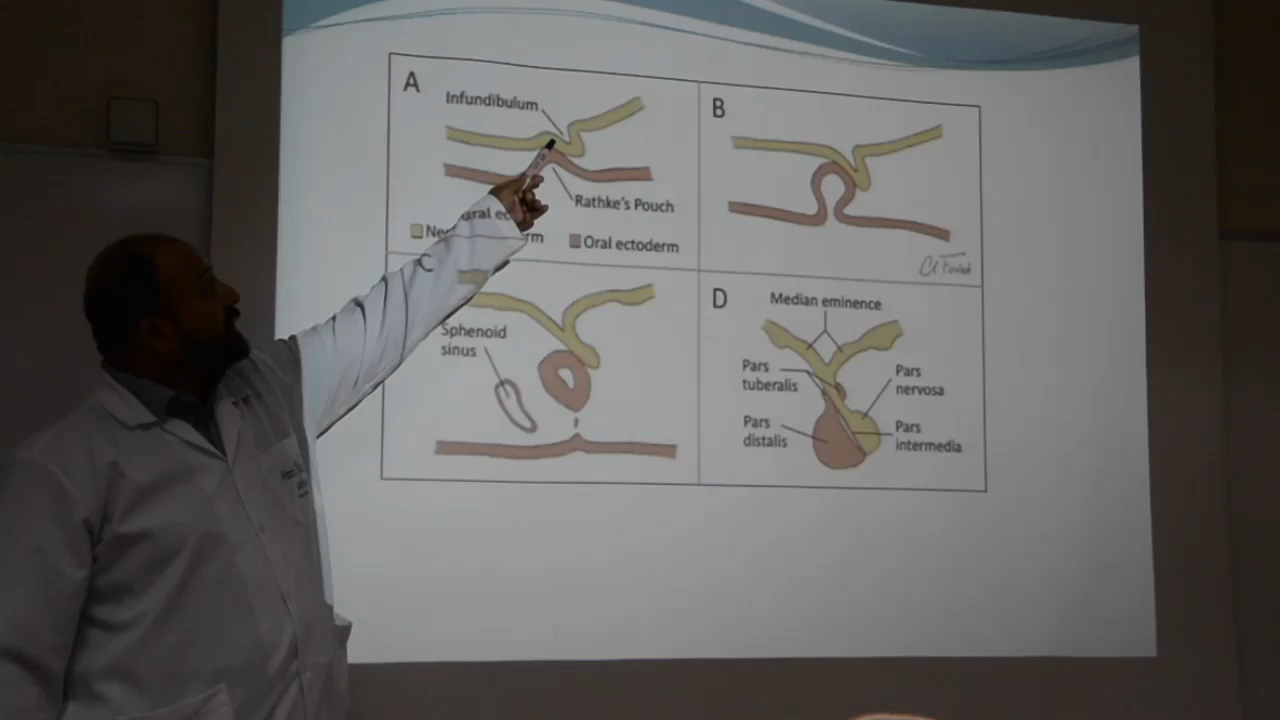 A
Infundibulum
Rathke's Pouch
Oral ectoderm
B
C
Sphenoid
sinus
D
Median eminence
Pars
tuberalis
Pars
nervosa
Pars
distalis
Pars
intermedia